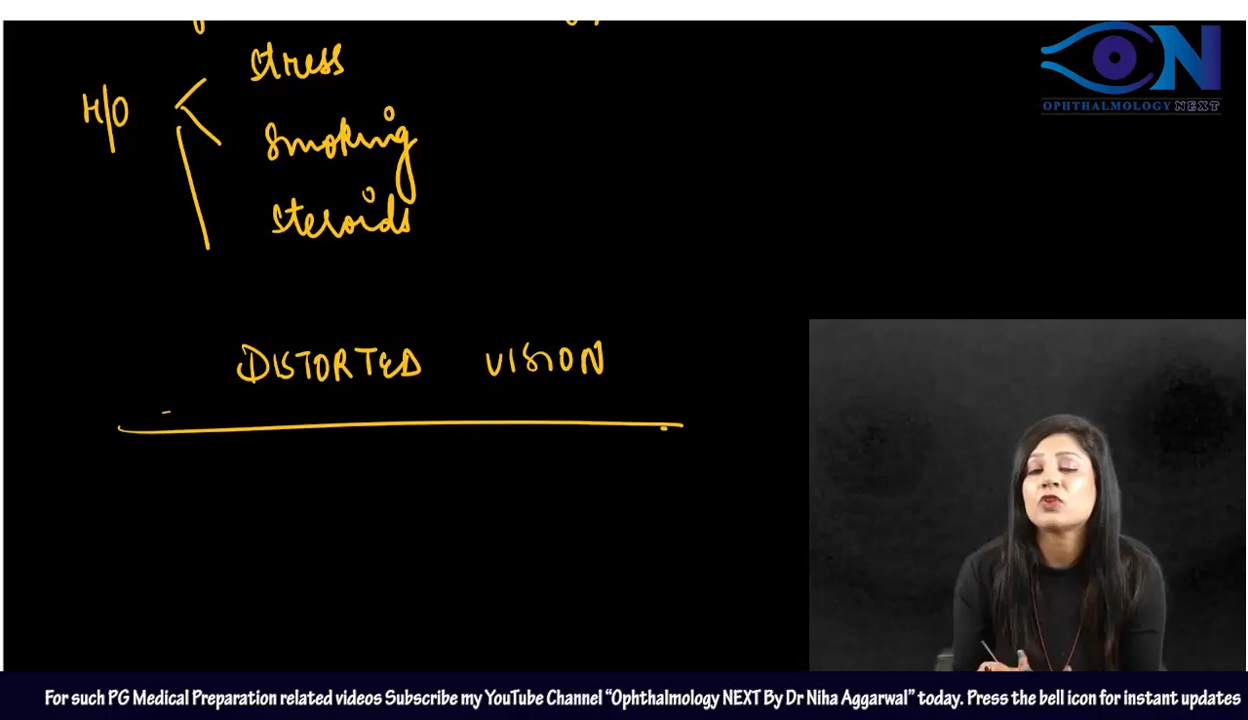 stress
H/O
smoking
steroids
DISTORTED VISION
ON
OPHTHALMOLOGY NEXT
For such PG Medical Preparation related videos Subscribe my YouTube Channel “Ophthalmology NEXT By Dr Niha Aggarwal” today. Press the bell icon for instant updates